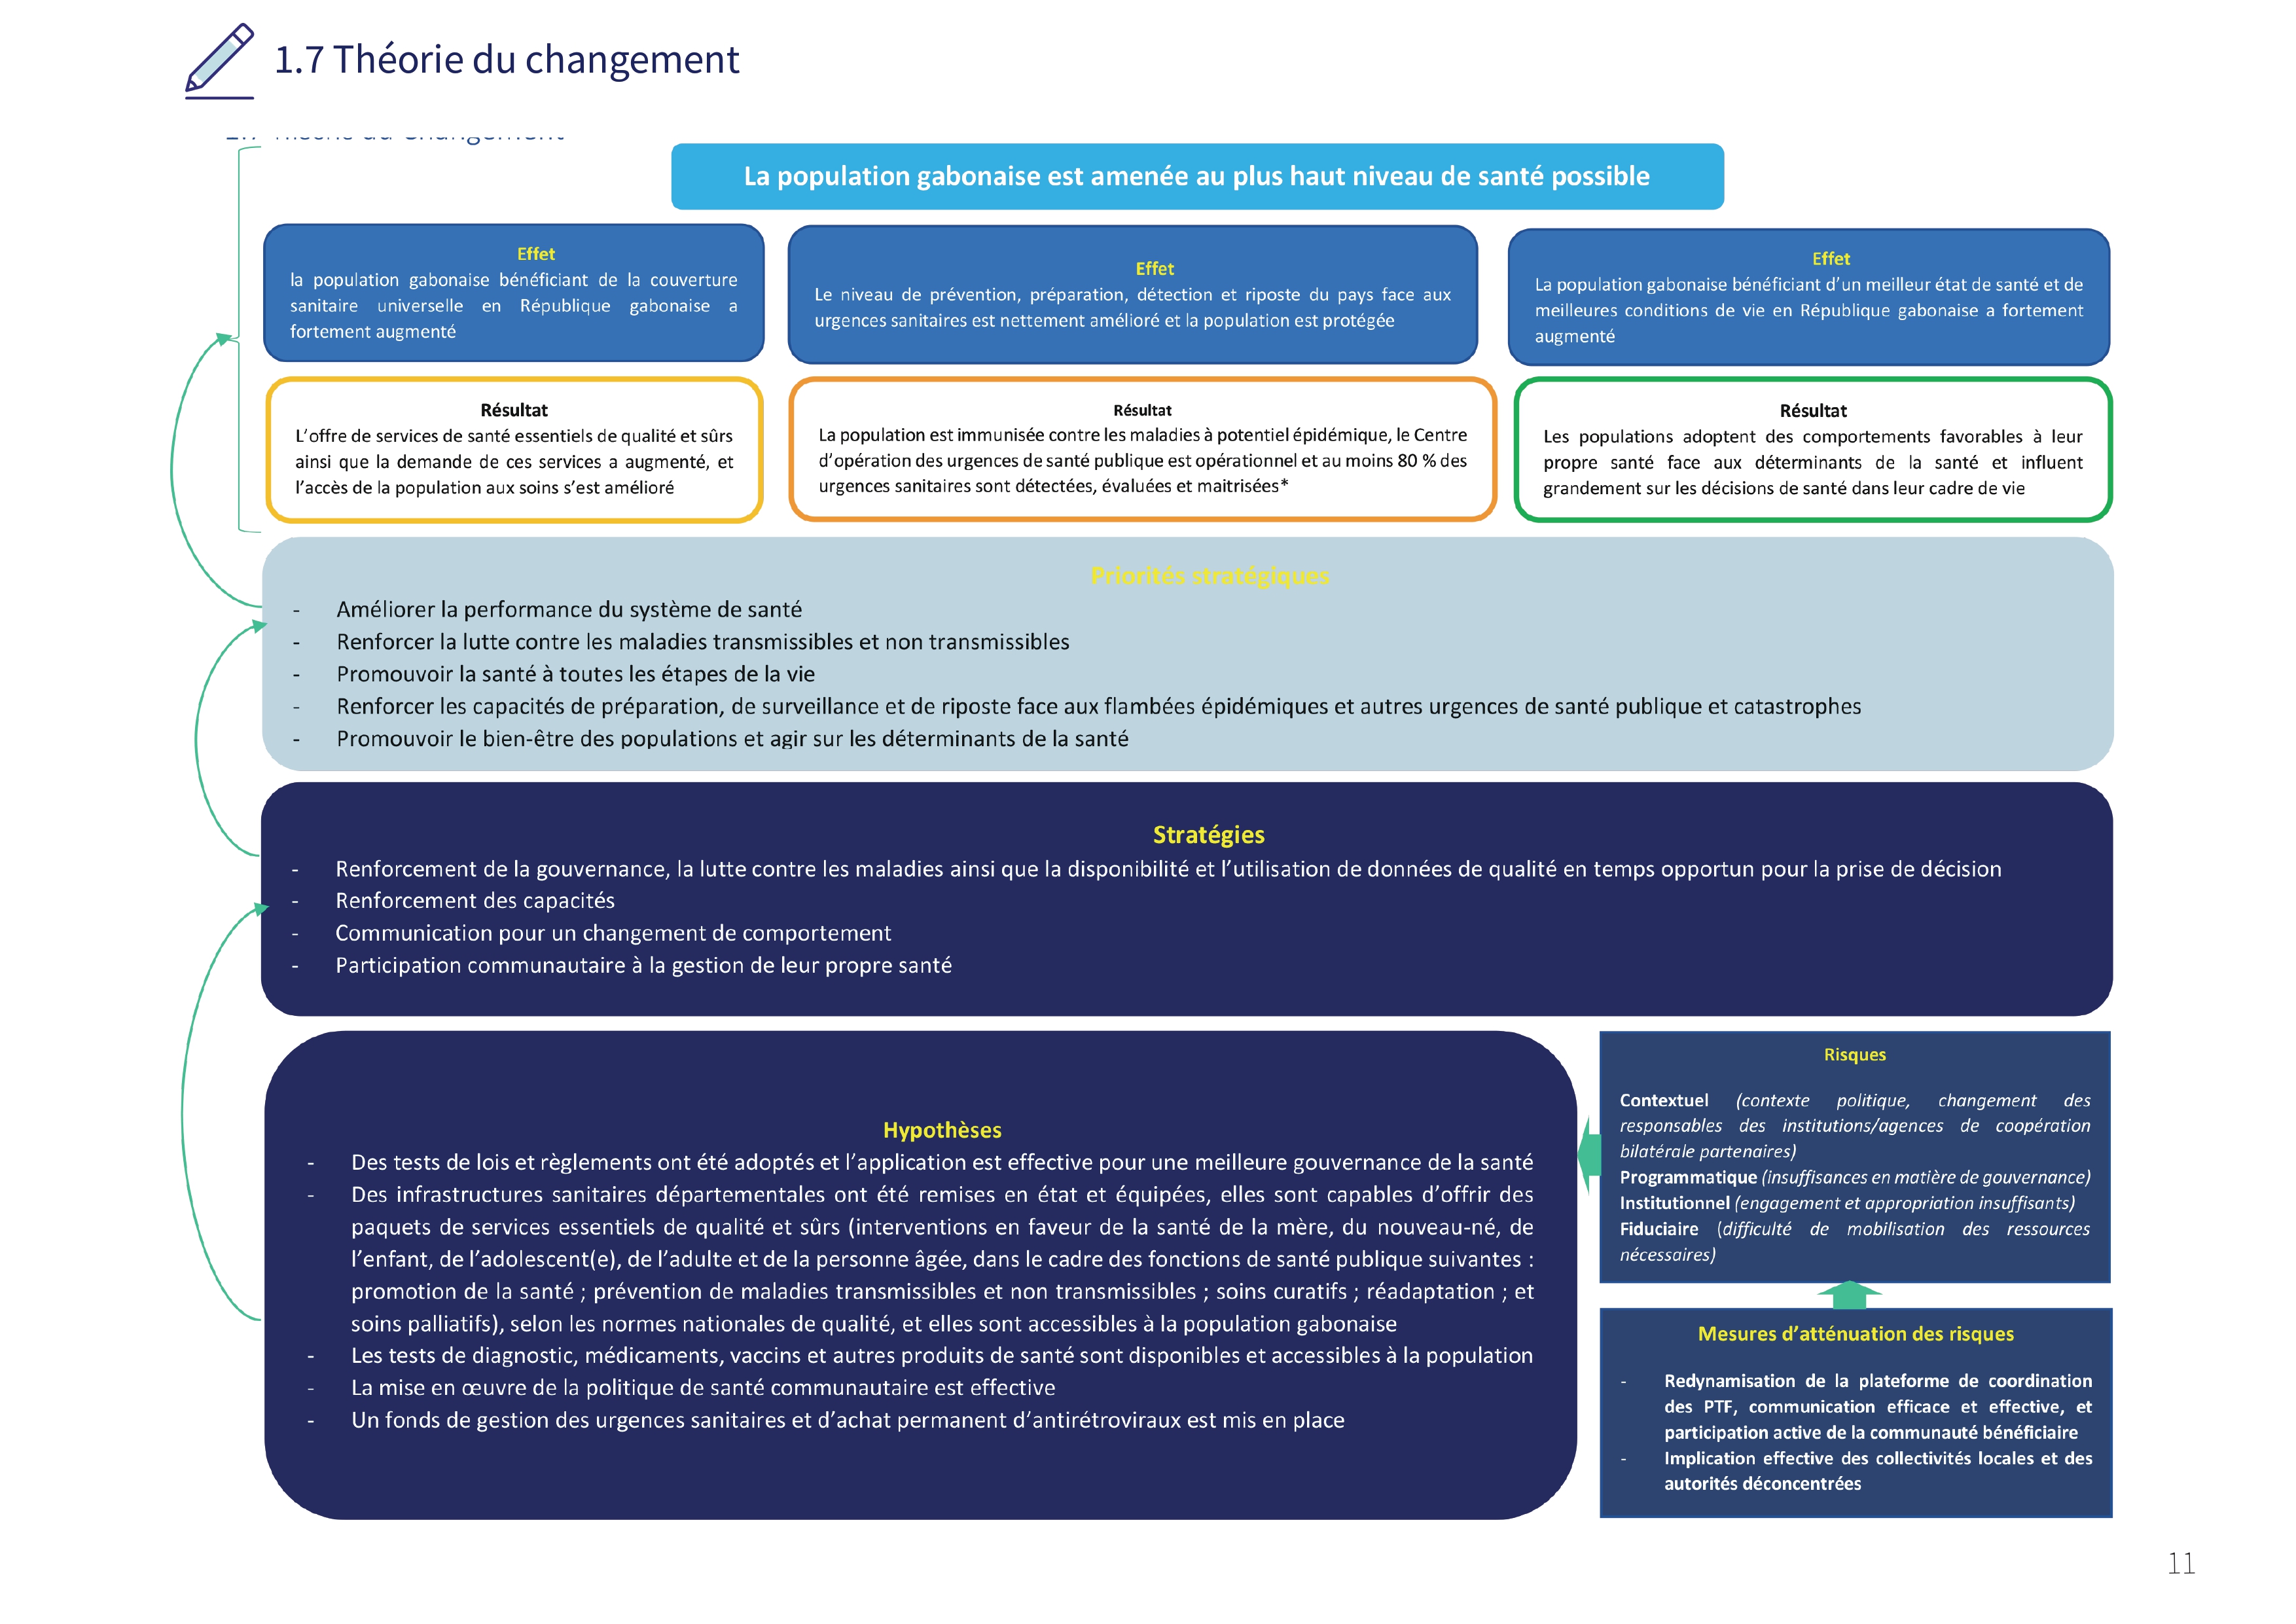 1.7 Théorie du changement
La population gabonaise est amenée au plus haut niveau de santé possible
Effet
la population gabonaise bénéficiant de la couverture
sanitaire universelle en République gabonaise a
fortement augmenté
Effet
Le niveau de prévention, préparation, détection et riposte du pays face aux
urgences sanitaires est nettement amélioré et la population est protégée
Effet
La population gabonaise bénéficiant d’un meilleur état de santé et de
meilleures conditions de vie en République gabonaise a fortement
augmenté
Résultat
L’offre de services de santé essentiels de qualité et sûrs
ainsi que la demande de ces services a augmenté, et
l’accès de la population aux soins s’est amélioré
Résultat
La population est immunisée contre les maladies à potentiel épidémique, le Centre
d’opération des urgences de santé publique est opérationnel et au moins 80 % des
urgences sanitaires sont détectées, évaluées et maitrisées*
Résultat
Les populations adoptent des comportements favorables à leur
propre santé face aux déterminants de la santé et influent
grandement sur les décisions de santé dans leur cadre de vie
Priorités stratégiques
- Améliorer la performance du système de santé
- Renforcer la lutte contre les maladies transmissibles et non transmissibles
- Promouvoir la santé à toutes les étapes de la vie
- Renforcer les capacités de préparation, de surveillance et de riposte face aux flambées épidémiques et autres urgences de santé publique et catastrophes
- Promouvoir le bien-être des populations et agir sur les déterminants de la santé
Stratégies
- Renforcement de la gouvernance, la lutte contre les maladies ainsi que la disponibilité et l’utilisation de données de qualité en temps opportun pour la prise de décision
- Renforcement des capacités
- Communication pour un changement de comportement
- Participation communautaire à la gestion de leur propre santé
Hypothèses
- Des tests de lois et règlements ont été adoptés et l’application est effective pour une meilleure gouvernance de la santé
- Des infrastructures sanitaires départementales ont été remises en état et équipées, elles sont capables d’offrir des
paquets de services essentiels de qualité et sûrs (interventions en faveur de la santé de la mère, du nouveau-né, de
l’enfant, de l’adolescent(e), de l’adulte et de la personne âgée, dans le cadre des fonctions de santé publique suivantes :
promotion de la santé ; prévention de maladies transmissibles et non transmissibles ; soins curatifs ; réadaptation ; et
soins palliatifs), selon les normes nationales de qualité, et elles sont accessibles à la population gabonaise
- Les tests de diagnostic, médicaments, vaccins et autres produits de santé sont disponibles et accessibles à la population
- La mise en œuvre de la politique de santé communautaire est effective
- Un fonds de gestion des urgences sanitaires et d’achat permanent d’antirétroviraux est mis en place
Risques
Contextuel (contexte politique, changement des
responsables des institutions/agences de coopération
bilatérale partenaires)
Programmatique (insuffisances en matière de gouvernance)
Institutionnel (engagement et appropriation insuffisants)
Fiduciaire (difficulté de mobilisation des ressources
nécessaires)
Mesures d’atténuation des risques
- Redynamisation de la plateforme de coordination
des PTF, communication efficace et effective, et
participation active de la communauté bénéficiaire
- Implication effective des collectivités locales et des
autorités déconcentrées
11